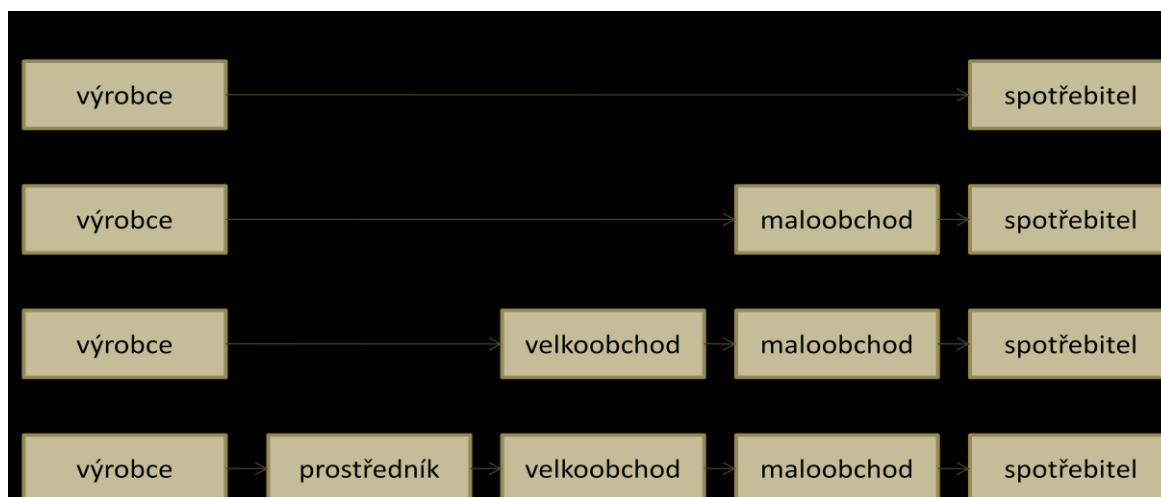 výrobce spotřebitel
výrobce maloobchod spotřebitel
výrobce velkoobchod maloobchod spotřebitel
výrobce prostředník velkoobchod maloobchod spotřebitel